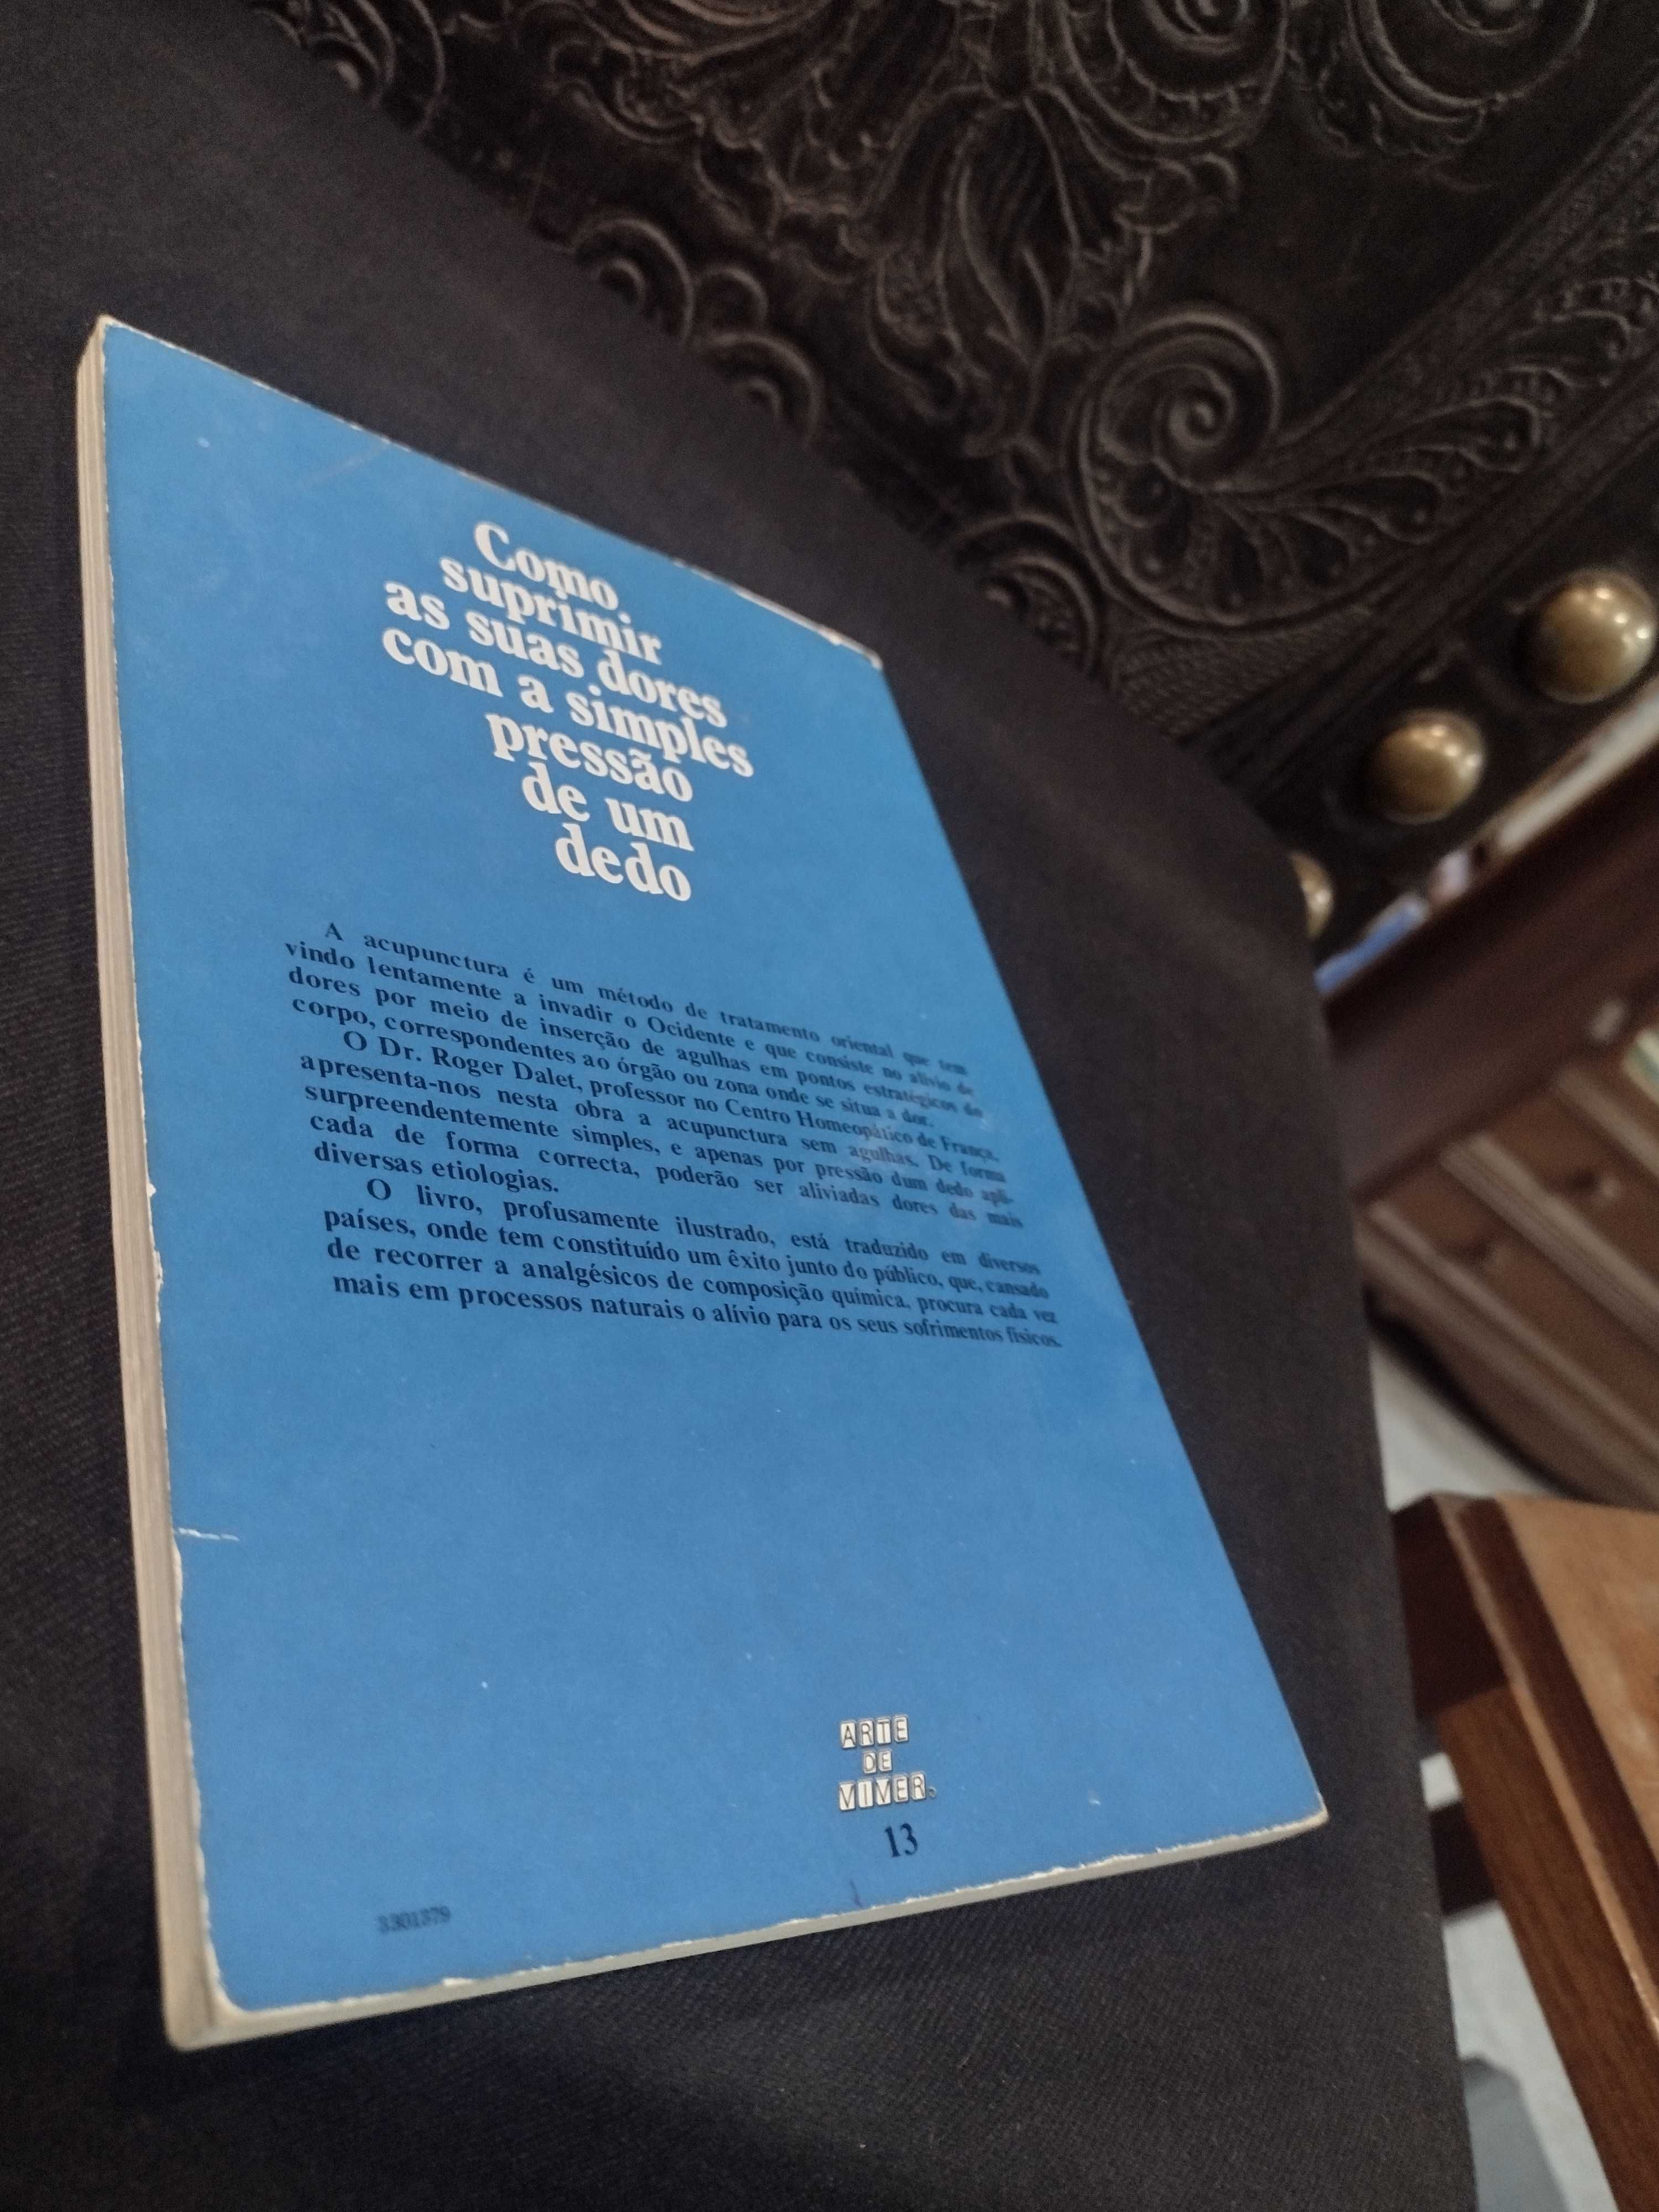 Como
suprimir
as suas dores
com a simples
pressão
de um
dedo
A acupunctura é um método de tratamento oriental que tem
vindo lentamente a invadir o Ocidente e que consiste no alívio de
dores por meio de inserção de agulhas em pontos estratégicos do
corpo, correspondentes ao órgão ou zona onde se situa a dor.
O Dr. Roger Dalet, professor no Centro Homeopático de França,
apresenta-nos nesta obra a acupunctura sem agulhas. De forma
surpreendentemente simples, e apenas por pressão dum dedo apli-
cada de forma correcta, poderão ser aliviadas dores das mais
diversas etiologias.
O livro, profusamente ilustrado, está traduzido em diversos
países, onde tem constituído um êxito junto do público, que, cansado
de recorrer a analgésicos de composição química, procura cada vez
mais em processos naturais o alívio para os seus sofrimentos físicos.
ARTE
DE
VIVER
13
3301379